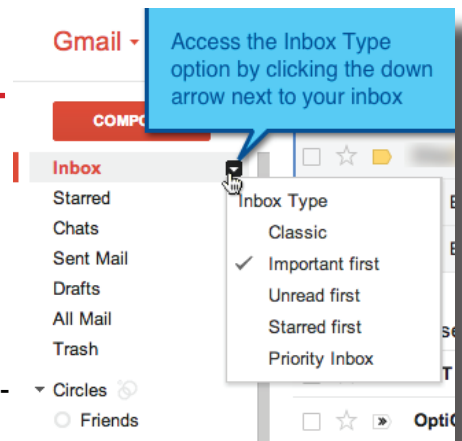 Gmail
Access the Inbox Type
option by clicking the down
arrow next to your inbox
Inbox
Starred
Chats
Sent Mail
Drafts
All Mail
Trash
Circles
Friends
Inbox Type
Classic
Important first
Unread first
Starred first
Priority Inbox